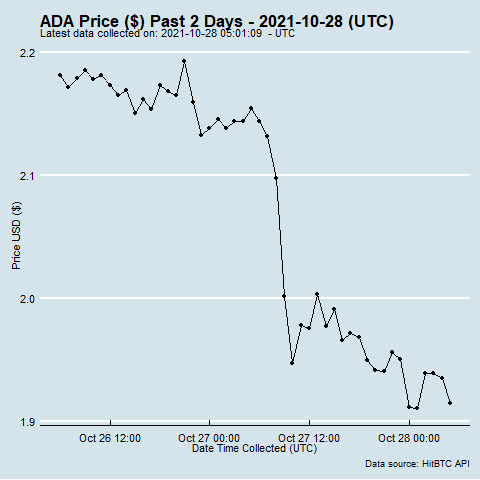 ADA Price ($) Past 2 Days - 2021-10-28 (UTC)
Latest data collected on: 2021-10-28 05:01:09 - UTC
2.2
2.1
2.0
1.9
Price USD ($)
Oct 26 12:00 Oct 27 00:00 Oct 27 12:00 Oct 28 00:00
Date Time Collected (UTC)
Data source: HitBTC API